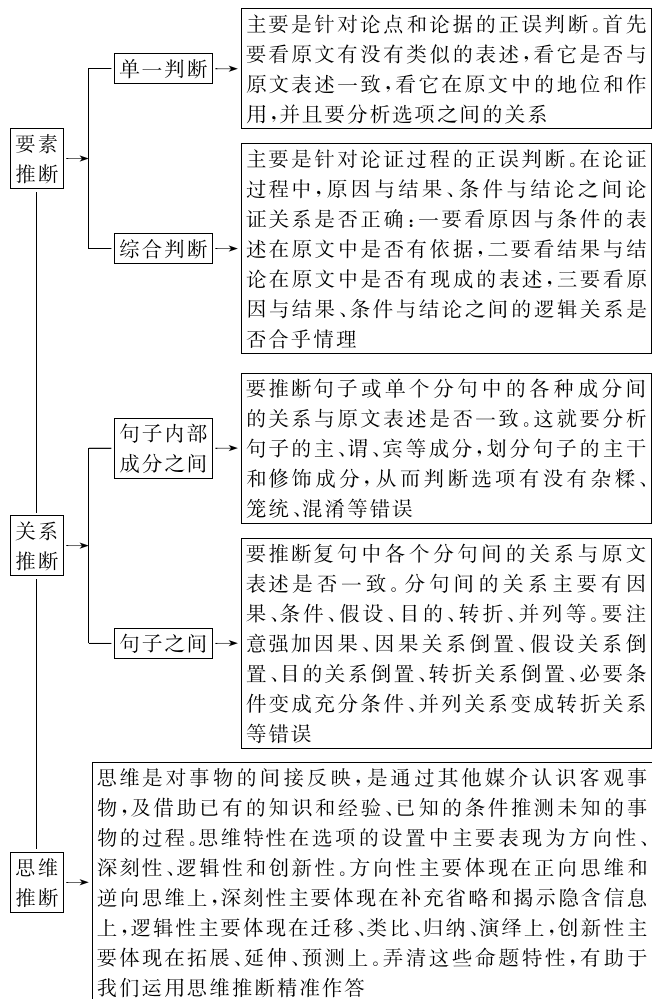 要素
推断
单一判断
主要是针对论点和论据的正误判断。首先
要看原文有没有类似的表述,看它是否与
原文表述一致,看它在原文中的地位和作
用,并且要分析选项之间的关系
综合判断
主要是针对论证过程的正误判断。在论证
过程中,原因与结果、条件与结论之间论
证关系是否正确:一要看原因与条件的表
述在原文中是否有依据,二要看结果与结
论在原文中是否有现成的表述,三要看原
因与结果、条件与结论之间的逻辑关系是
否合乎情理
关系
推断
句子内部
成分之间
要推断句子或单个分句中的各种成分间
的关系与原文表述是否一致。这就要分析
句子的主、谓、宾等成分,划分句子的主干
和修饰成分,从而判断选项有没有杂糅、
笼统、混淆等错误
句子之间
要推断复句中各个分句间的关系与原文
表述是否一致。分句间的关系主要有因
果、条件、假设、目的、转折、并列等。要注
意强加因果、因果关系倒置、假设关系倒
置、目的关系倒置、转折关系倒置、必要条
件变成充分条件、并列关系变成转折关系
等错误
思维
推断
思维是对事物的间接反映,是通过其他媒介认识客观事
物,及借助已有的知识和经验、已知的条件推测未知的事
物的过程。思维特性在选项的设置中主要表现为方向性、
深刻性、逻辑性和创新性。方向性主要体现在正向思维和
逆向思维上,深刻性主要体现在补充省略和揭示隐含信息
上,逻辑性主要体现在迁移、类比、归纳、演绎上,创新性主
要体现在拓展、延伸、预测上。弄清这些命题特性,有助于
我们运用思维推断精准作答